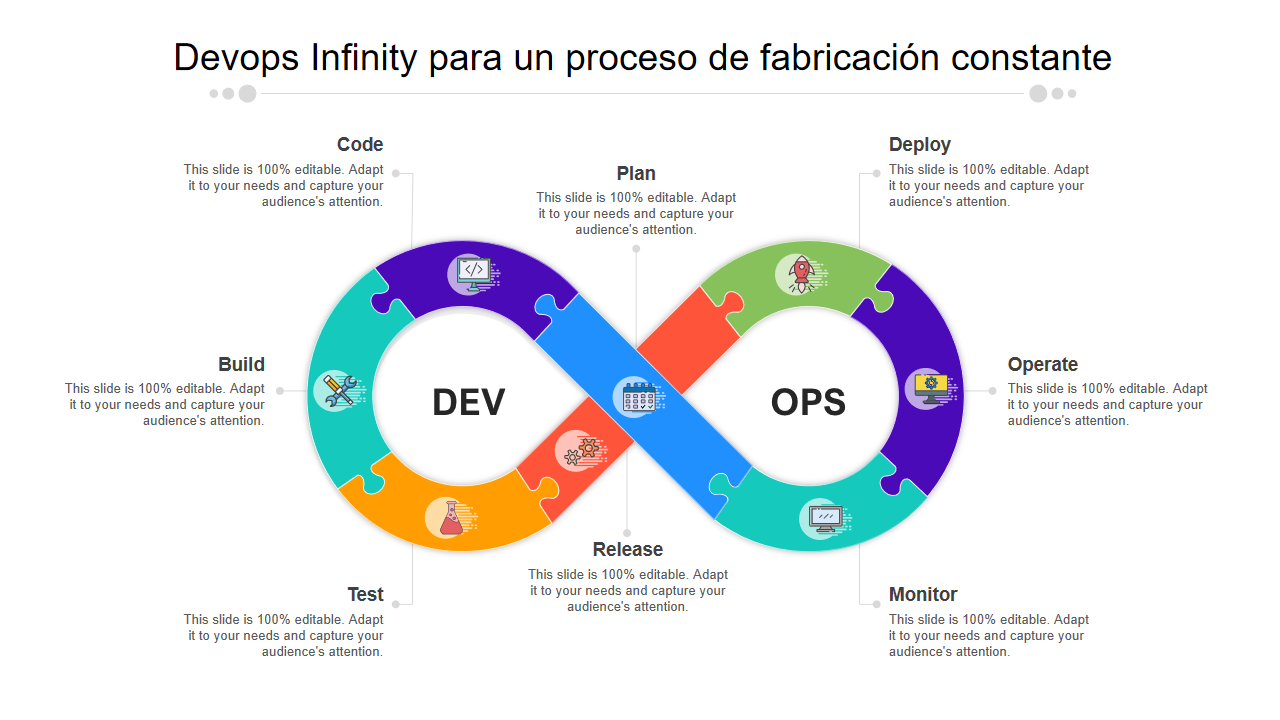 Devops Infinity para un proceso de fabricación constante
Code
This slide is 100% editable. Adapt
it to your needs and capture your
audience's attention.
Plan
This slide is 100% editable. Adapt
it to your needs and capture your
audience's attention.
Deploy
This slide is 100% editable. Adapt
it to your needs and capture your
audience's attention.
Build
This slide is 100% editable. Adapt
it to your needs and capture your
audience's attention.
DEV
OPS
Operate
This slide is 100% editable. Adapt
it to your needs and capture your
audience's attention.
Test
This slide is 100% editable. Adapt
it to your needs and capture your
audience's attention.
Release
This slide is 100% editable. Adapt
it to your needs and capture your
audience's attention.
Monitor
This slide is 100% editable. Adapt
it to your needs and capture your
audience's attention.